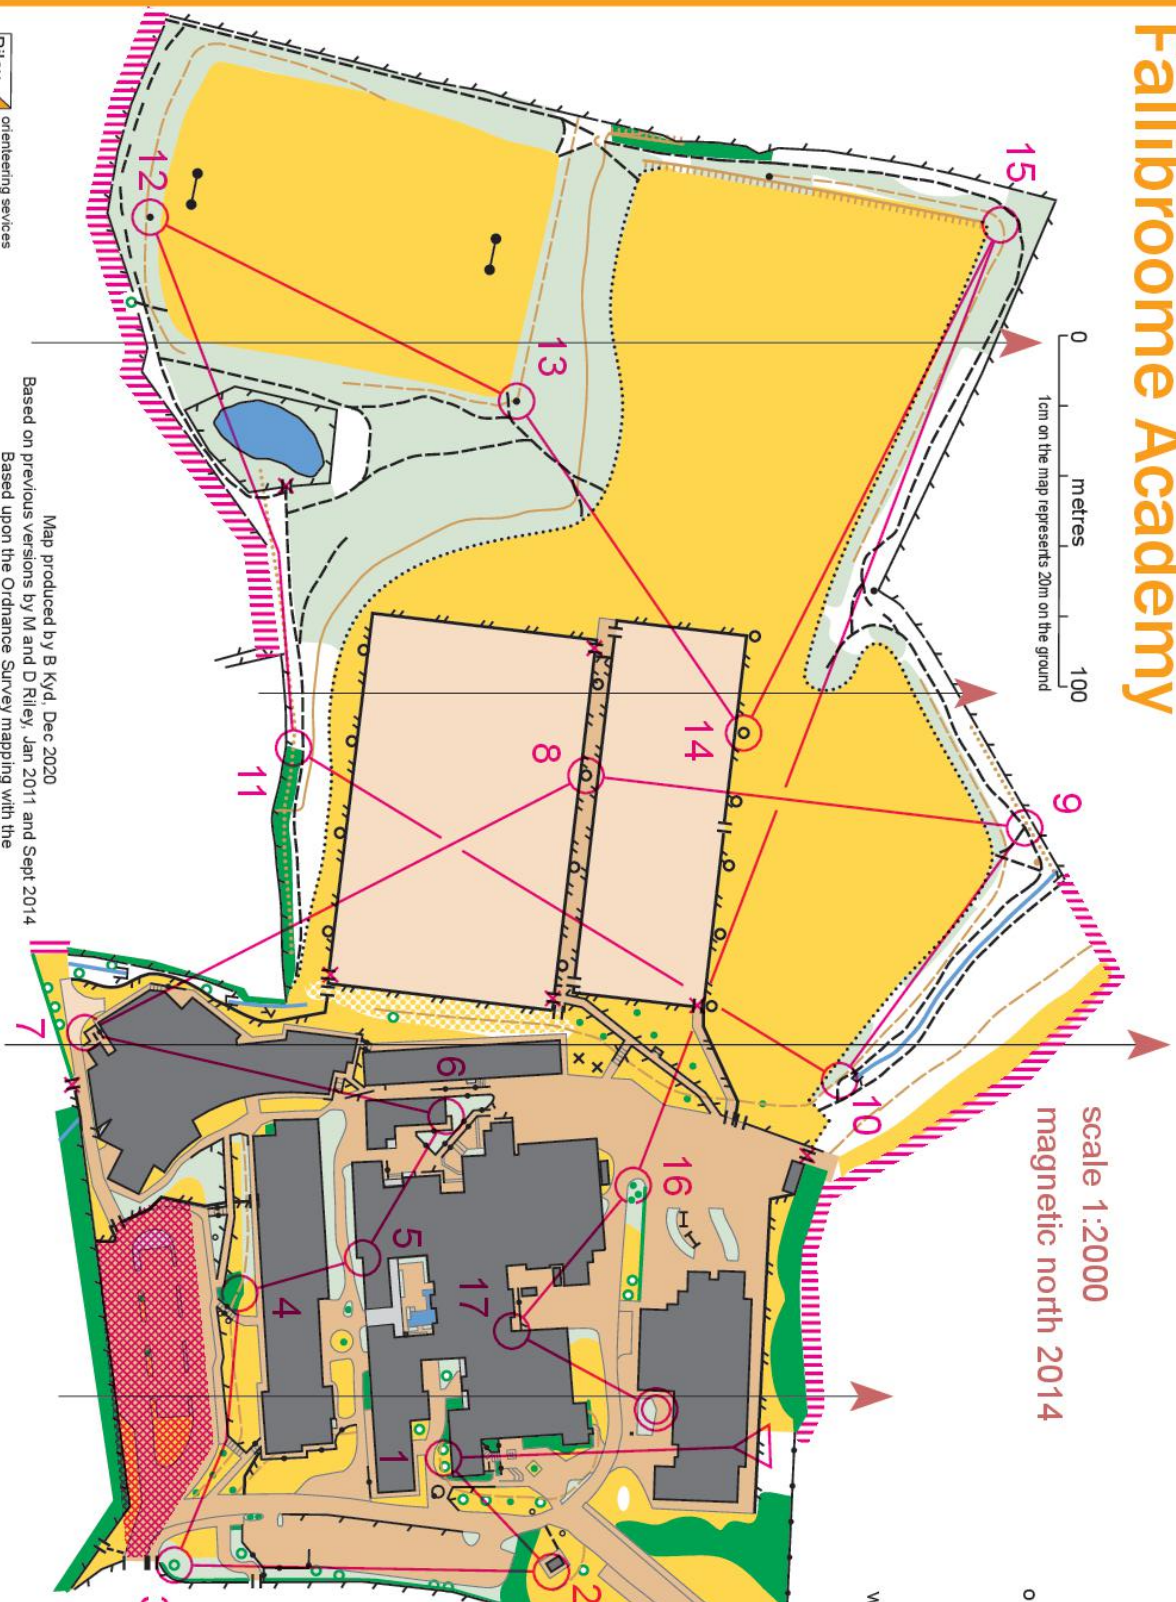 Fallibroome Academy
scale 1:2000
magnetic north 2014
0 metres 100
1cm on the map represents 20m on the ground
15
9
10
12
13
14
8
11
16
6
5
17
4
7
1
2
Map produced by B Kyd, Dec 2020
Based on previous versions by M and D Riley, Jan 2011 and Sept 2014
Based upon the Ordnance Survey mapping with the
orienteering sevices